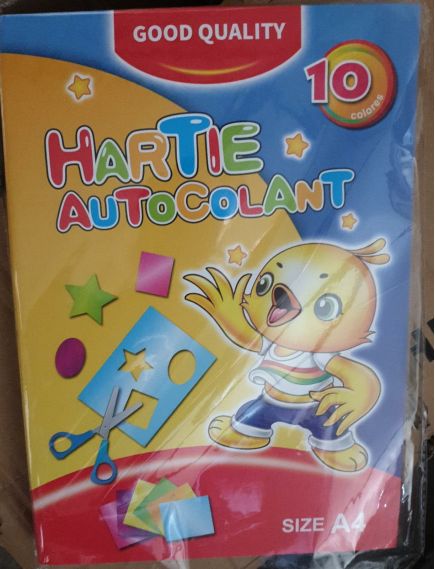 GOOD QUALITY
10
colores
HARTIE
AUTOCOLANT
SIZE A4